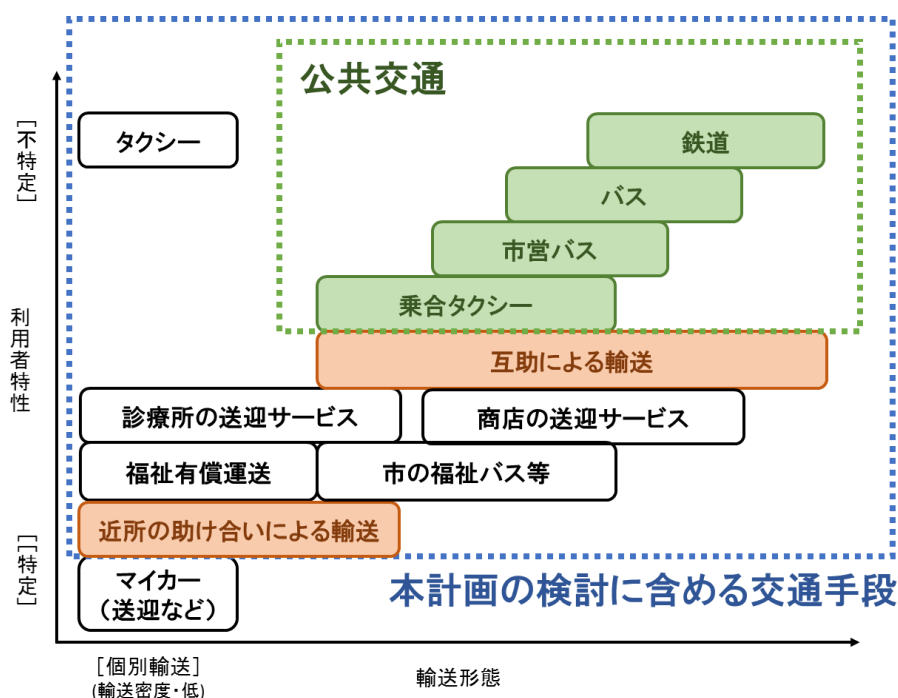 公共交通
[不特定]
タクシー
鉄道
バス
市営バス
乗合タクシー
利用者特性
互助による輸送
診療所の送迎サービス
商店の送迎サービス
福祉有償運送
市の福祉バス等
近所の助け合いによる輸送
[特定]
マイカー
(送迎など)
本計画の検討に含める交通手段
[個別輸送]
(輸送密度・低)
輸送形態